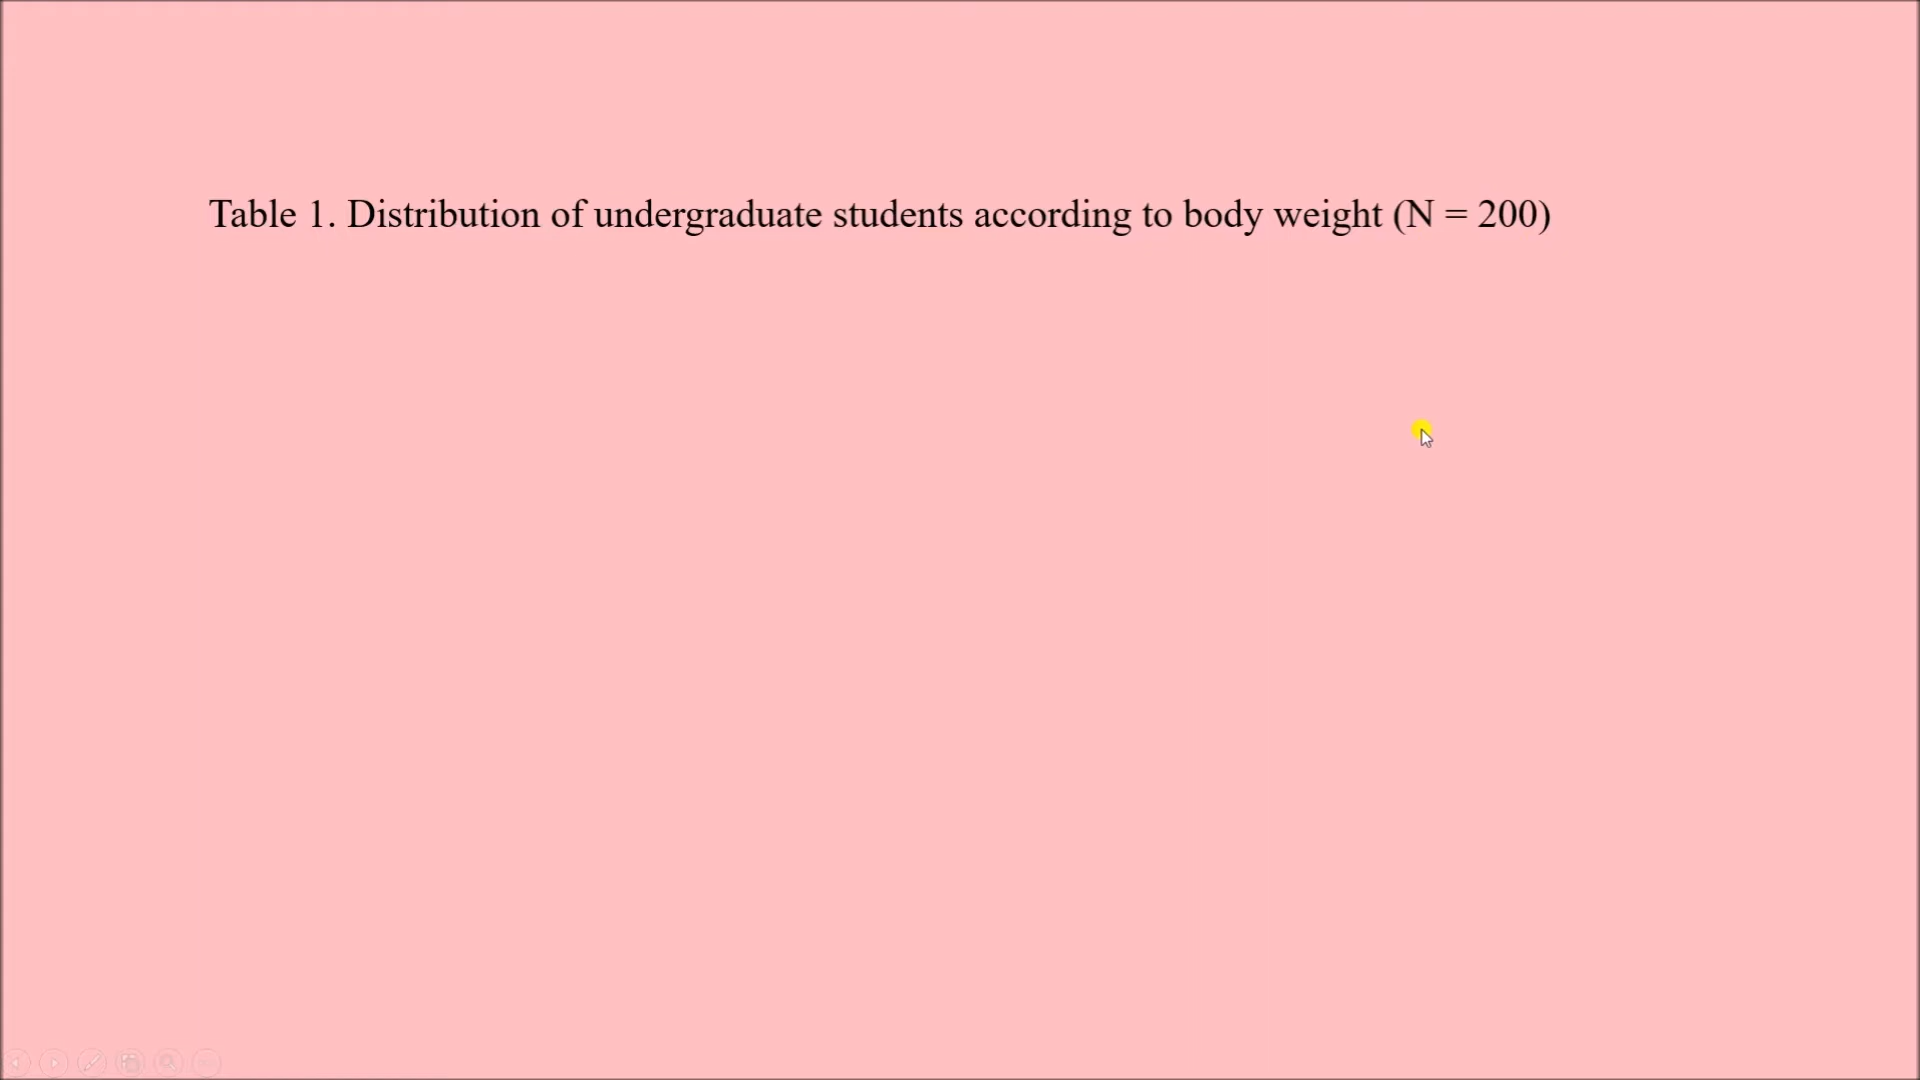 Table 1. Distribution of undergraduate students according to body weight (N = 200)